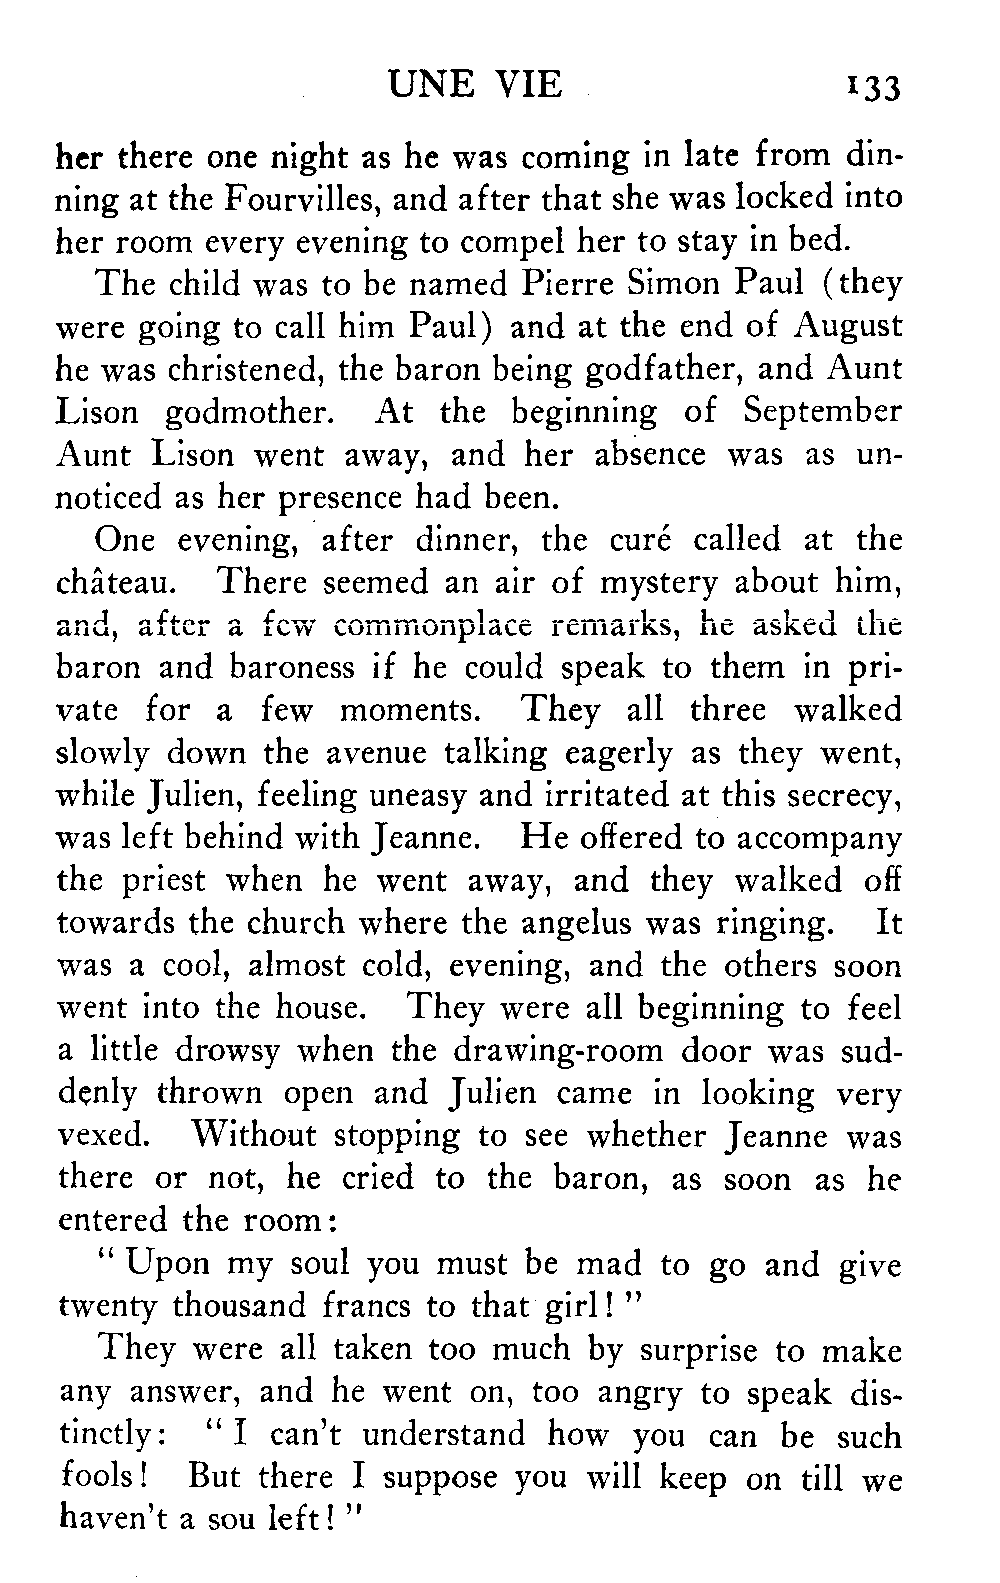 UNE VIE 133
her there one night as he was coming in late from din-
ning at the Fourvilles, and after that she was locked into
her room every evening to compel her to stay in bed.
The child was to be named Pierre Simon Paul (they
were going to call him Paul) and at the end of August
he was christened, the baron being godfather, and Aunt
Lison godmother. At the beginning of September
Aunt Lison went away, and her absence was as un-
noticed as her presence had been.
One evening, after dinner, the curé called at the
château. There seemed an air of mystery about him,
and, after a few commonplace remarks, he asked the
baron and baroness if he could speak to them in pri-
vate for a few moments. They all three walked
slowly down the avenue talking eagerly as they went,
while Julien, feeling uneasy and irritated at this secrecy,
was left behind with Jeanne. He offered to accompany
the priest when he went away, and they walked off
towards the church where the angelus was ringing. It
was a cool, almost cold, evening, and the others soon
went into the house. They were all beginning to feel
a little drowsy when the drawing-room door was sud-
denly thrown open and Julien came in looking very
vexed. Without stopping to see whether Jeanne was
there or not, he cried to the baron, as soon as he
entered the room:
" Upon my soul you must be mad to go and give
twenty thousand francs to that girl! "
They were all taken too much by surprise to make
any answer, and he went on, too angry to speak dis-
tinctly: " I can't understand how you can be such
fools! But there I suppose you will keep on till we
haven't a sou left! "